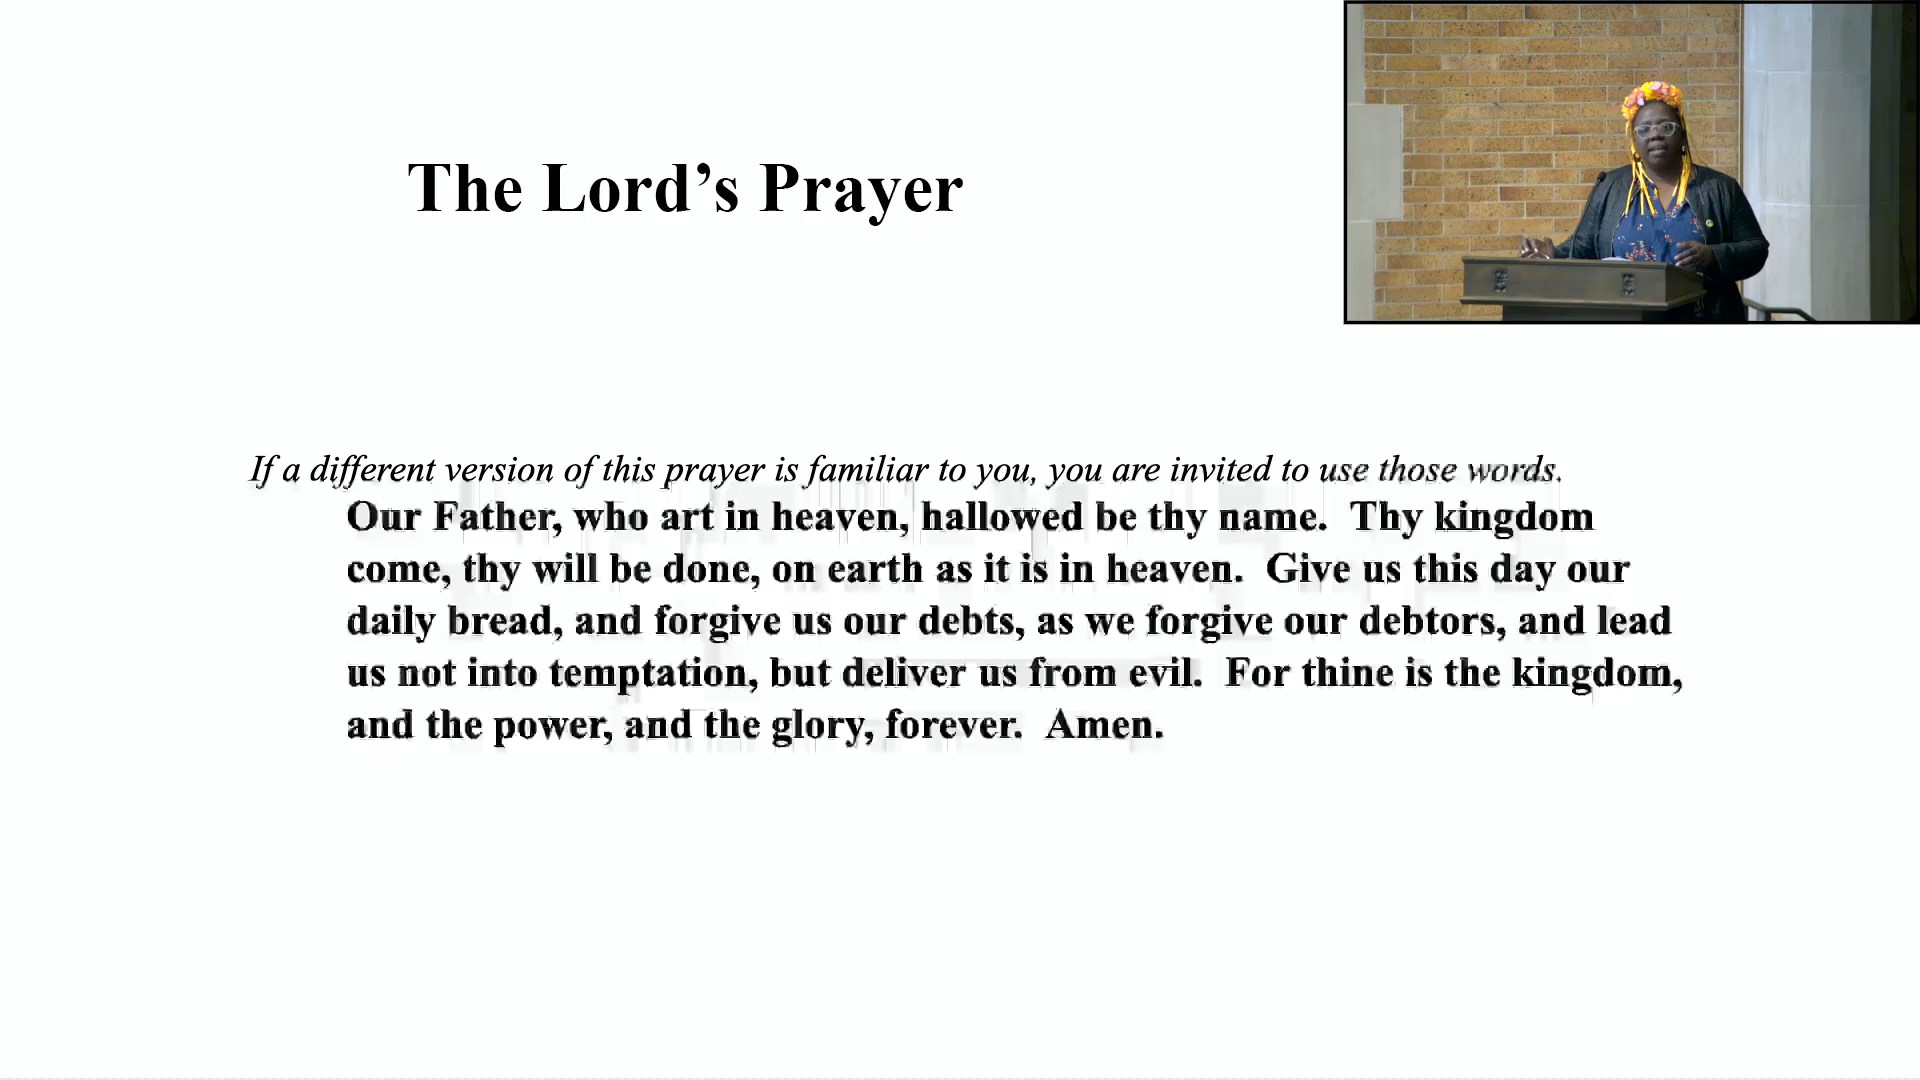 The Lord’s Prayer
If a different version of this prayer is familiar to you, you are invited to use those words.
Our Father, who art in heaven, hallowed be thy name.  Thy kingdom
come, thy will be done, on earth as it is in heaven.  Give us this day our
daily bread, and forgive us our debts, as we forgive our debtors, and lead
us not into temptation, but deliver us from evil.  For thine is the kingdom,
and the power, and the glory, forever.  Amen.